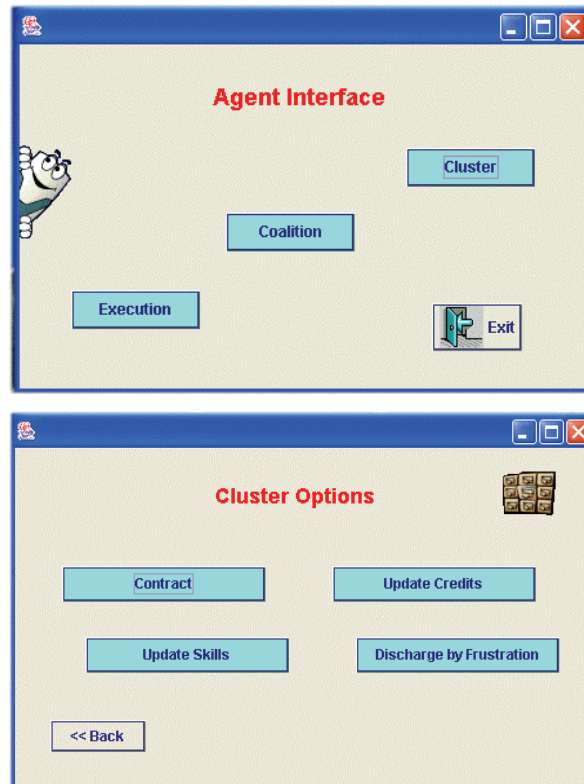 Agent Interface
Cluster
Coalition
Execution
Exit
Cluster Options
Contract
Update Credits
Update Skills
Discharge by Frustration
<< Back